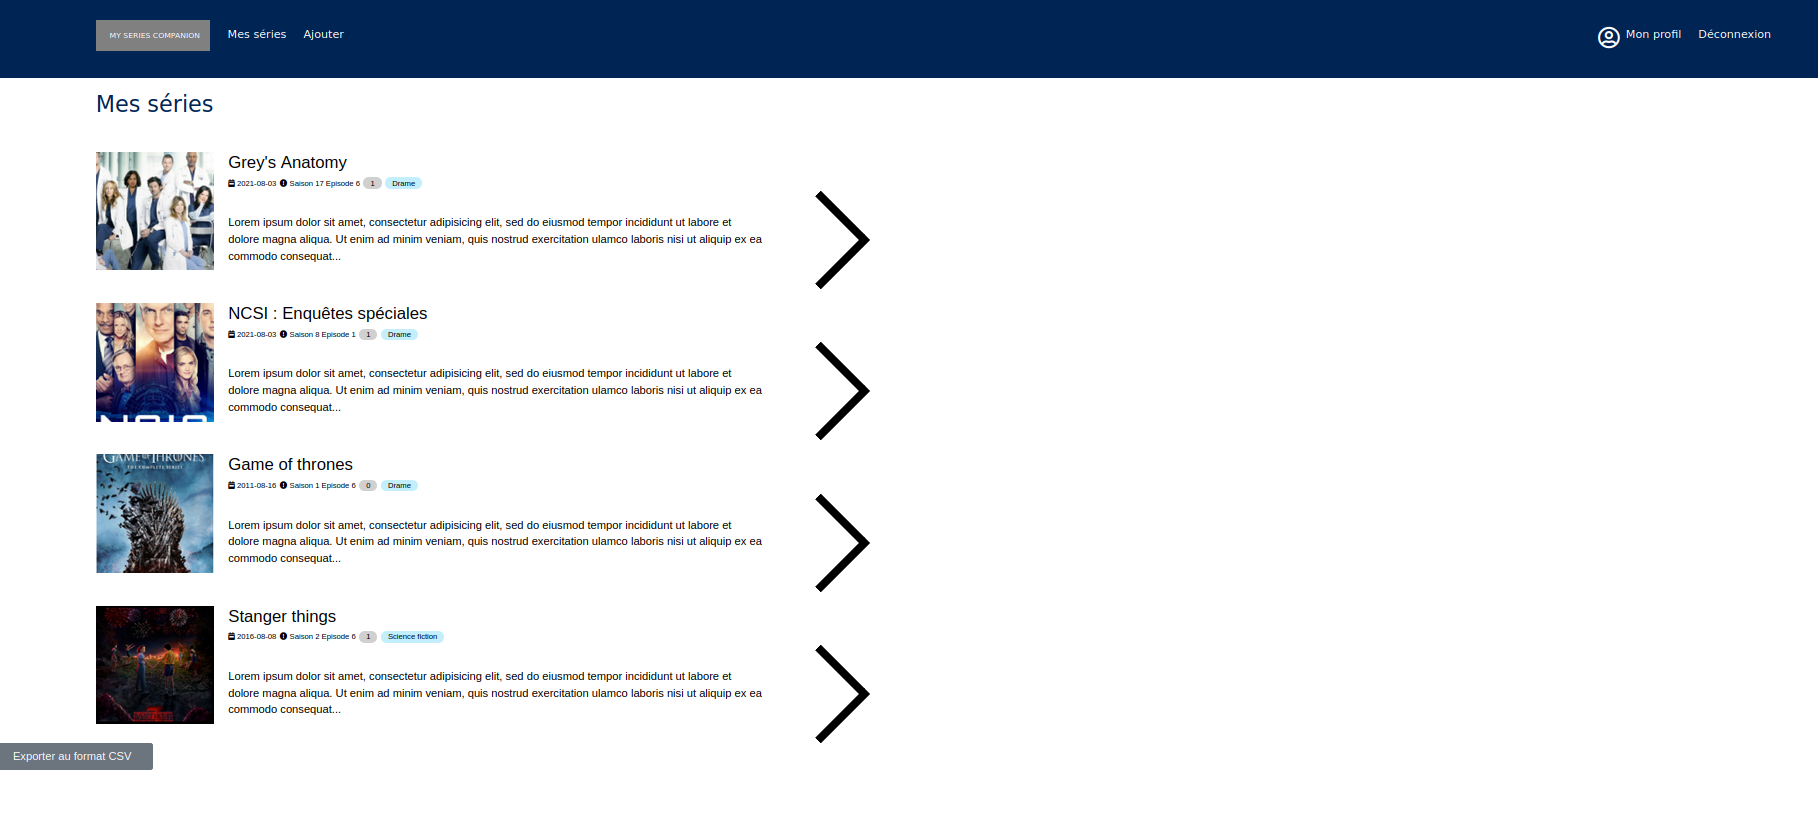 MY SERIES COMPANION
Mes séries
Ajouter
Mon profil
Déconnexion
Mes séries
Grey's Anatomy
2021-08-03 Saison 17 Episode 6 1 Drame
Lorem ipsum dolor sit amet, consectetur adipisicing elit, sed do eiusmod tempor incididunt ut labore et
dolore magna aliqua. Ut enim ad minim veniam, quis nostrud exercitation ulamco laboris nisi ut aliquip ex ea
commodo consequat...
NCSI : Enquêtes spéciales
2021-08-03 Saison 8 Episode 1 1 Drame
Lorem ipsum dolor sit amet, consectetur adipisicing elit, sed do eiusmod tempor incididunt ut labore et
dolore magna aliqua. Ut enim ad minim veniam, quis nostrud exercitation ulamco laboris nisi ut aliquip ex ea
commodo consequat...
GAME OF THRONES
THE COMPLETE SERIES
Game of thrones
2011-08-16 Saison 1 Episode 6 0 Drame
Lorem ipsum dolor sit amet, consectetur adipisicing elit, sed do eiusmod tempor incididunt ut labore et
dolore magna aliqua. Ut enim ad minim veniam, quis nostrud exercitation ulamco laboris nisi ut aliquip ex ea
commodo consequat...
Stanger things
2016-08-08 Saison 2 Episode 6 1 Science fiction
Lorem ipsum dolor sit amet, consectetur adipisicing elit, sed do eiusmod tempor incididunt ut labore et
dolore magna aliqua. Ut enim ad minim veniam, quis nostrud exercitation ulamco laboris nisi ut aliquip ex ea
commodo consequat...
Exporter au format CSV